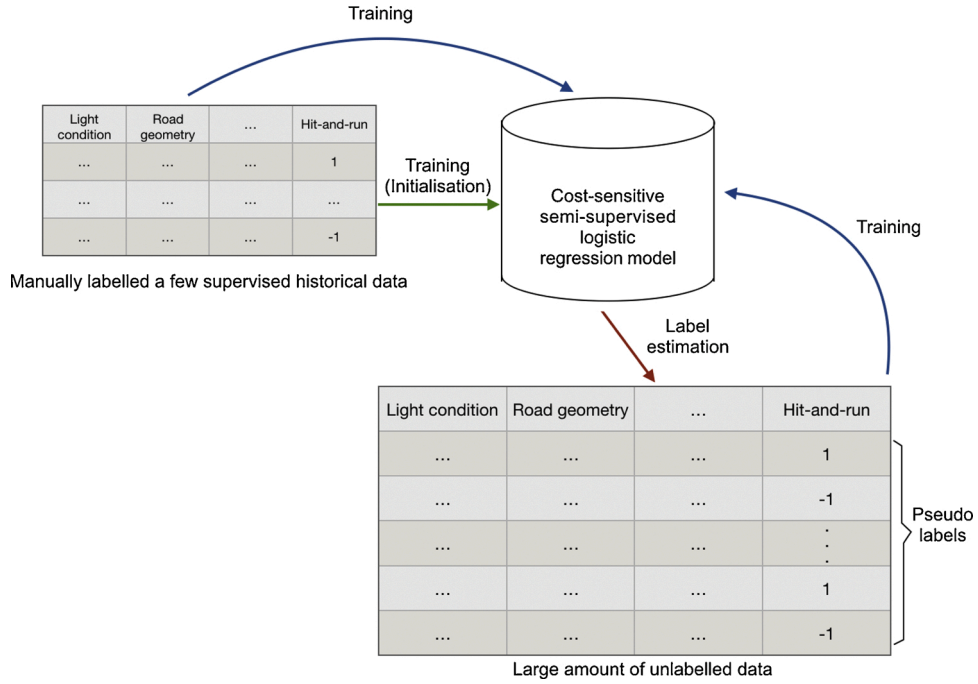 Training
Light condition Road geometry ... Hit-and-run
... ... ... 1
... ... ... ...
... ... ... -1
Manually labelled a few supervised historical data
Training
(Initialisation)
Cost-sensitive
semi-supervised
logistic
regression model
Training
Label
estimation
Light condition Road geometry ... Hit-and-run
... ... ... 1
... ... ... -1
... ... ... ...
... ... ... 1
... ... ... -1
Pseudo
labels
Large amount of unlabelled data